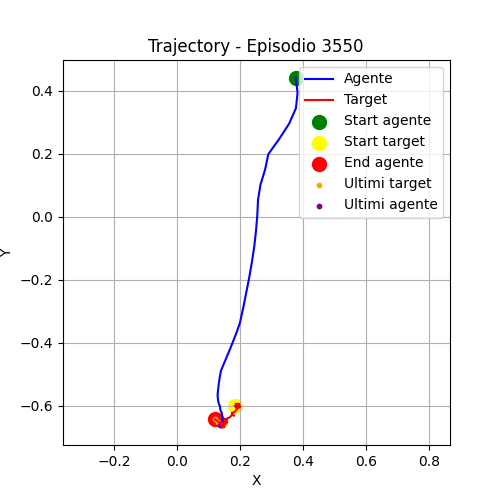 Trajectory - Episodio 3550
Agente
Target
Start agente
Start target
End agente
Ultimi target
Ultimi agente
Y
0.4
0.2
0.0
−0.2
−0.4
−0.6
−0.2
0.0
0.2
0.4
0.6
0.8
X